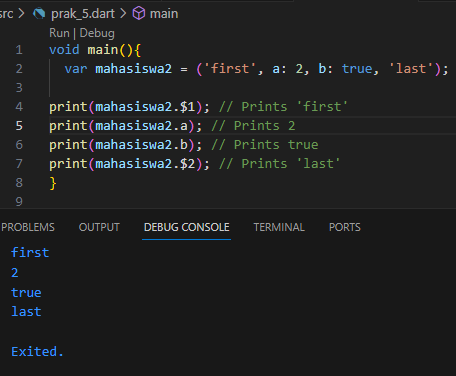 src > prak_5.dart > main
Run | Debug
1 void main(){
2   var mahasiswa2 = ('first', a: 2, b: true, 'last');
3
4 print(mahasiswa2.$1); // Prints 'first'
5 print(mahasiswa2.a); // Prints 2
6 print(mahasiswa2.b); // Prints true
7 print(mahasiswa2.$2); // Prints 'last'
8 }
9
PROBLEMS OUTPUT DEBUG CONSOLE TERMINAL PORTS
first
2
true
last
Exited.